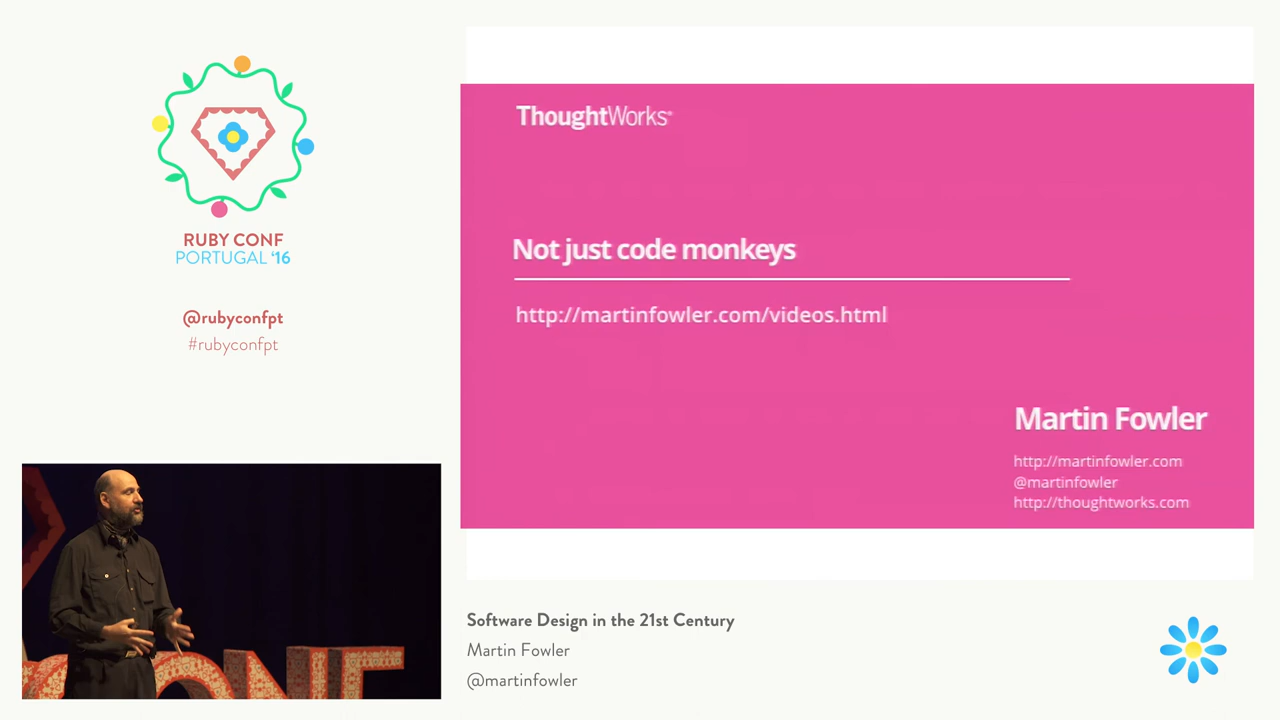 RUBY CONF
PORTUGAL ‘16
@rubyconfpt
#rubyconfpt
ThoughtWorks®
Not just code monkeys
http://martinfowler.com/videos.html
Martin Fowler
http://martinfowler.com
@martinfowler
http://thoughtworks.com
Software Design in the 21st Century
Martin Fowler
@martinfowler